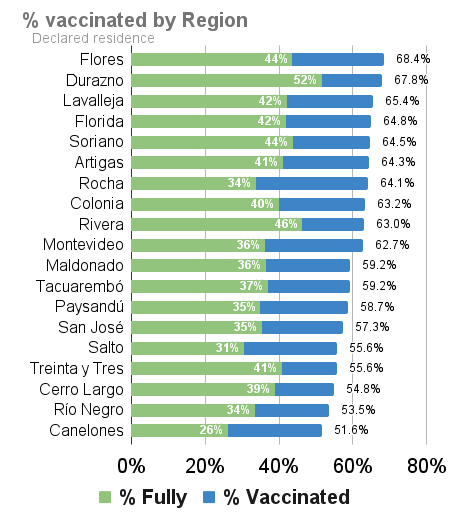 % vaccinated by Region
Declared residence
Flores 44% 68.4%
Durazno 52% 67.8%
Lavalleja 42% 65.4%
Florida 42% 64.8%
Soriano 44% 64.5%
Artigas 41% 64.3%
Rocha 34% 64.1%
Colonia 40% 63.2%
Rivera 46% 63.0%
Montevideo 36% 62.7%
Maldonado 36% 59.2%
Tacuarembó 37% 59.2%
Paysandú 35% 58.7%
San José 35% 57.3%
Salto 31% 55.6%
Treinta y Tres 41% 55.6%
Cerro Largo 39% 54.8%
Río Negro 34% 53.5%
Canelones 26% 51.6%
0% 20% 40% 60% 80%
% Fully % Vaccinated